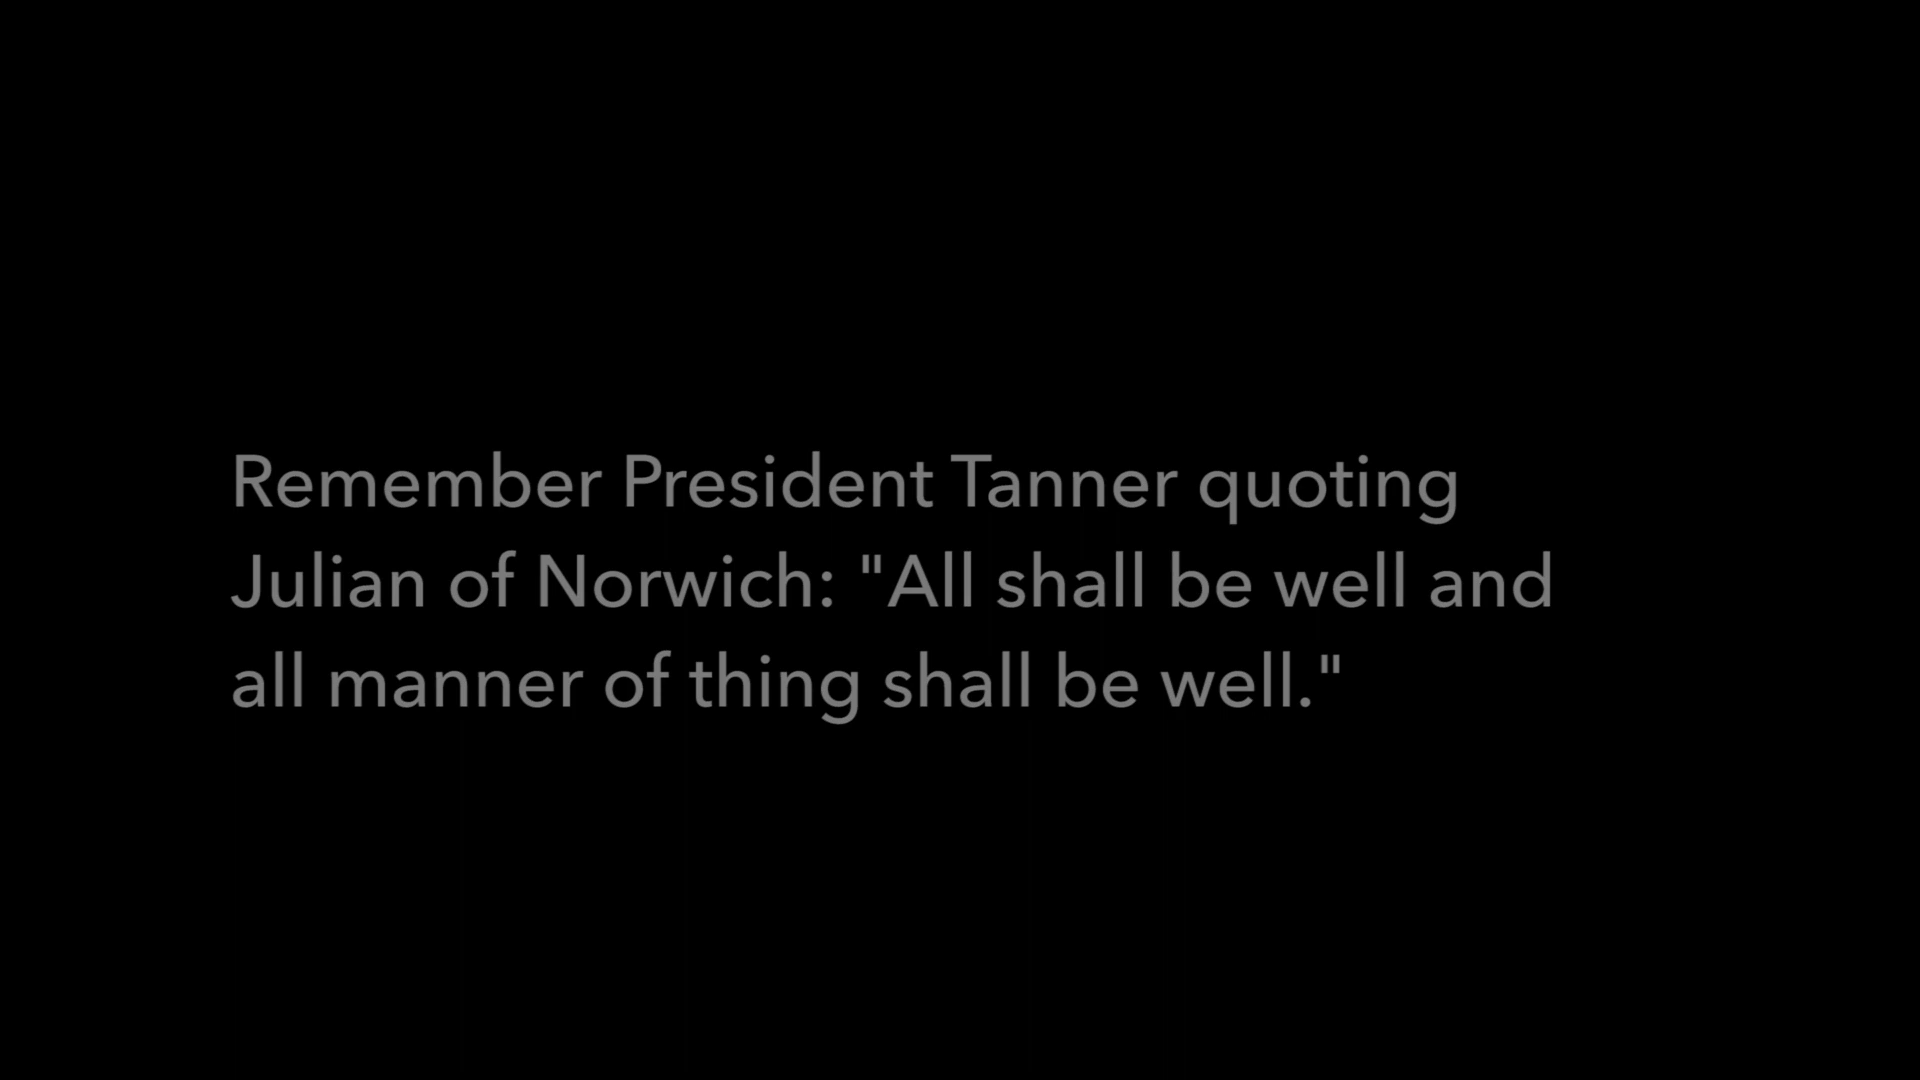 Remember President Tanner quoting
Julian of Norwich: "All shall be well and
all manner of thing shall be well."